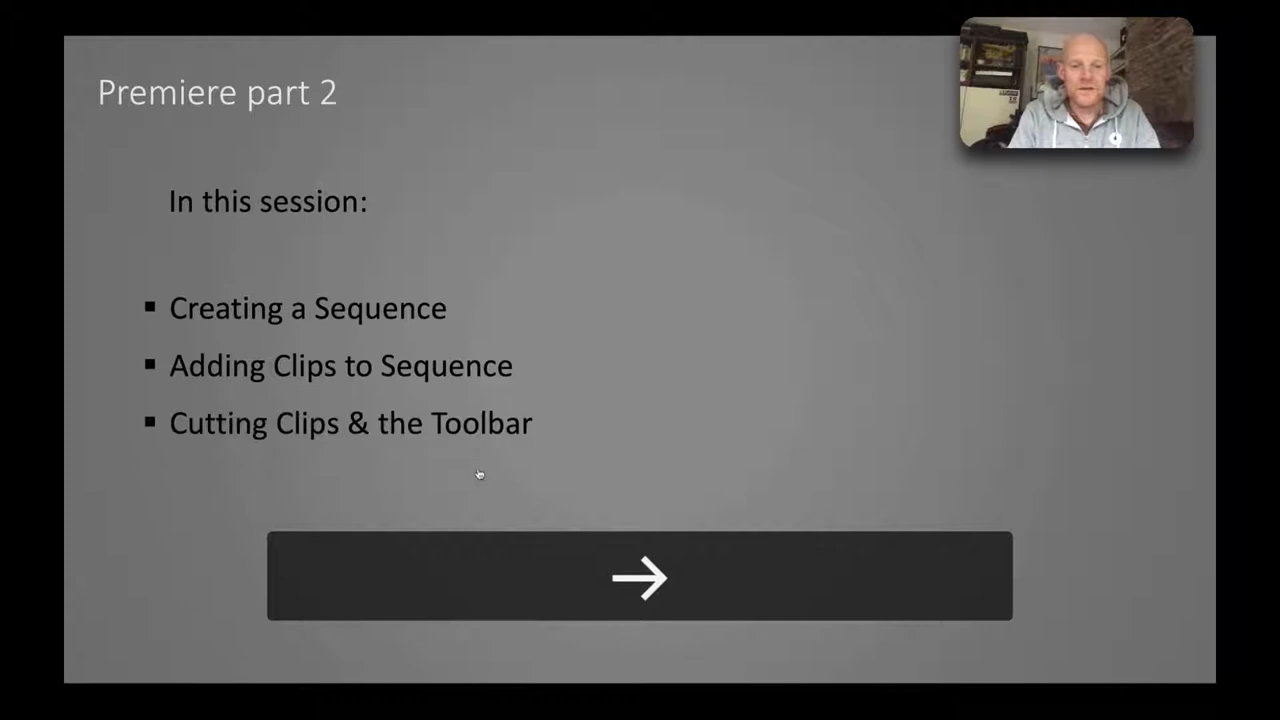 Premiere part 2
In this session:
▪ Creating a Sequence
▪ Adding Clips to Sequence
▪ Cutting Clips & the Toolbar